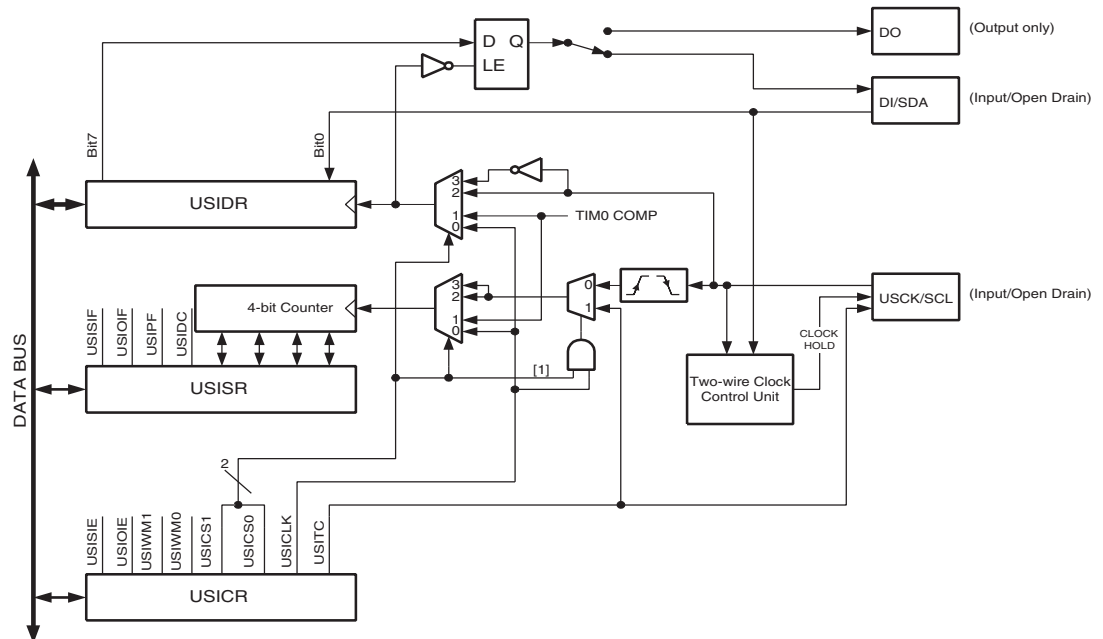 D Q
LE
DO
(Output only)
DI/SDA
(Input/Open Drain)
Bit7
Bit0
USIDR
3
2
1
0
TIM0 COMP
DATA BUS
USISIF
USIOIF
USIPF
USIDC
4-bit Counter
3
2
1
0
0
1
USCK/SCL
(Input/Open Drain)
CLOCK
HOLD
[1]
USISR
Two-wire Clock
Control Unit
2
USISIE
USIOIE
USIWM1
USIWM0
USICS1
USICS0
USICLK
USITC
USICR